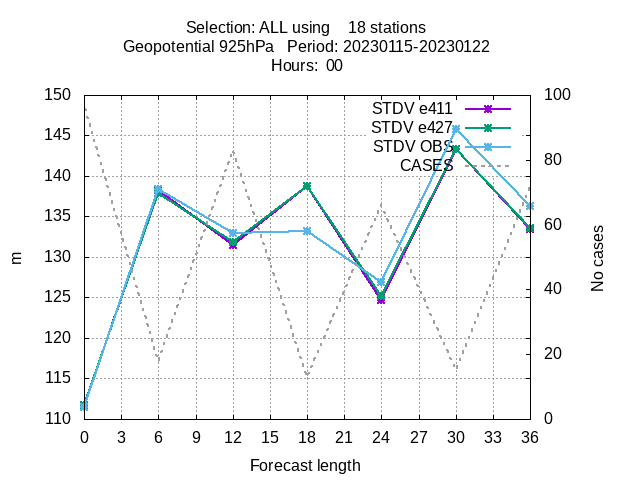 Selection: ALL using 18 stations
Geopotential 925hPa Period: 20230115-20230122
Hours: 00
150 100
STDV e411
145
STDV e427
STDV OBS
CASES
140 80
135
60
130
m
No cases
125 40
120
20
115
110 0
0 3 6 9 12 15 18 21 24 27 30 33 36
Forecast length